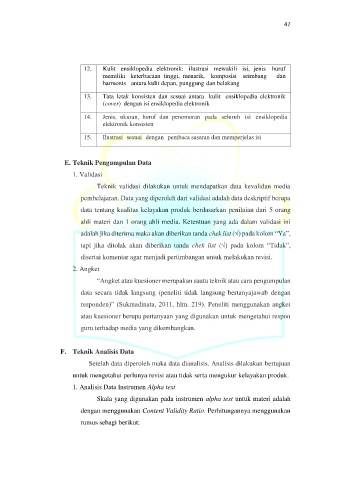 47
12. Kulit ensiklopedia elektronik; ilustrasi mewakili isi, jenis huruf
memiliki keterbacaan tinggi, menarik, komposisi seimbang dan
harmonis antara kulit depan, punggung dan belakang
13. Tata letak konsisten dan sesuai antara kulit ensiklopedia elektronik
(cover) dengan isi ensiklopedia elektronik
14. Jenis, ukuran, huruf dan penomoran pada seluruh isi ensiklopedia
elektronik konsisten
15. Ilustrasi sesuai dengan pembaca sasaran dan memperjelas isi
E. Teknik Pengumpulan Data
1. Validasi
Teknik validasi dilakukan untuk mendapatkan data kevalidan media
pembelajaran. Data yang diperoleh dari validasi adalah data deskriptif berupa
data tentang kualitas kelayakan produk berdasarkan penilaian dari 5 orang
ahli materi dan 1 orang ahli media. Ketentuan yang ada dalam validasi ini
adalah jika diterima maka akan diberikan tanda chek list (√) pada kolom “Ya”,
tapi jika ditolak akan diberikan tanda chek list (√) pada kolom “Tidak”,
disertai komentar agar menjadi pertimbangan untuk melakukan revisi.
2. Angket
“Angket atau kuesioner merupakan suatu teknik atau cara pengumpulan
data secara tidak langsung (peneliti tidak langsung bertanyajawab dengan
responden)” (Sukmadinata, 2011, hlm. 219). Peneliti menggunakan angket
atau kuesioner berupa pertanyaan yang digunakan untuk mengetahui respon
guru terhadap media yang dikembangkan.
F. Teknik Analisis Data
Setelah data diperoleh maka data dianalisis. Analisis dilakukan bertujuan
untuk mengetahui perlunya revisi atau tidak serta mengukur kelayakan produk.
1. Analisis Data Instrumen Alpha test
Skala yang digunakan pada instrumen alpha test untuk materi adalah
dengan menggunakan Content Validity Ratio. Perhitungannya menggunakan
rumus sebagi berikut: